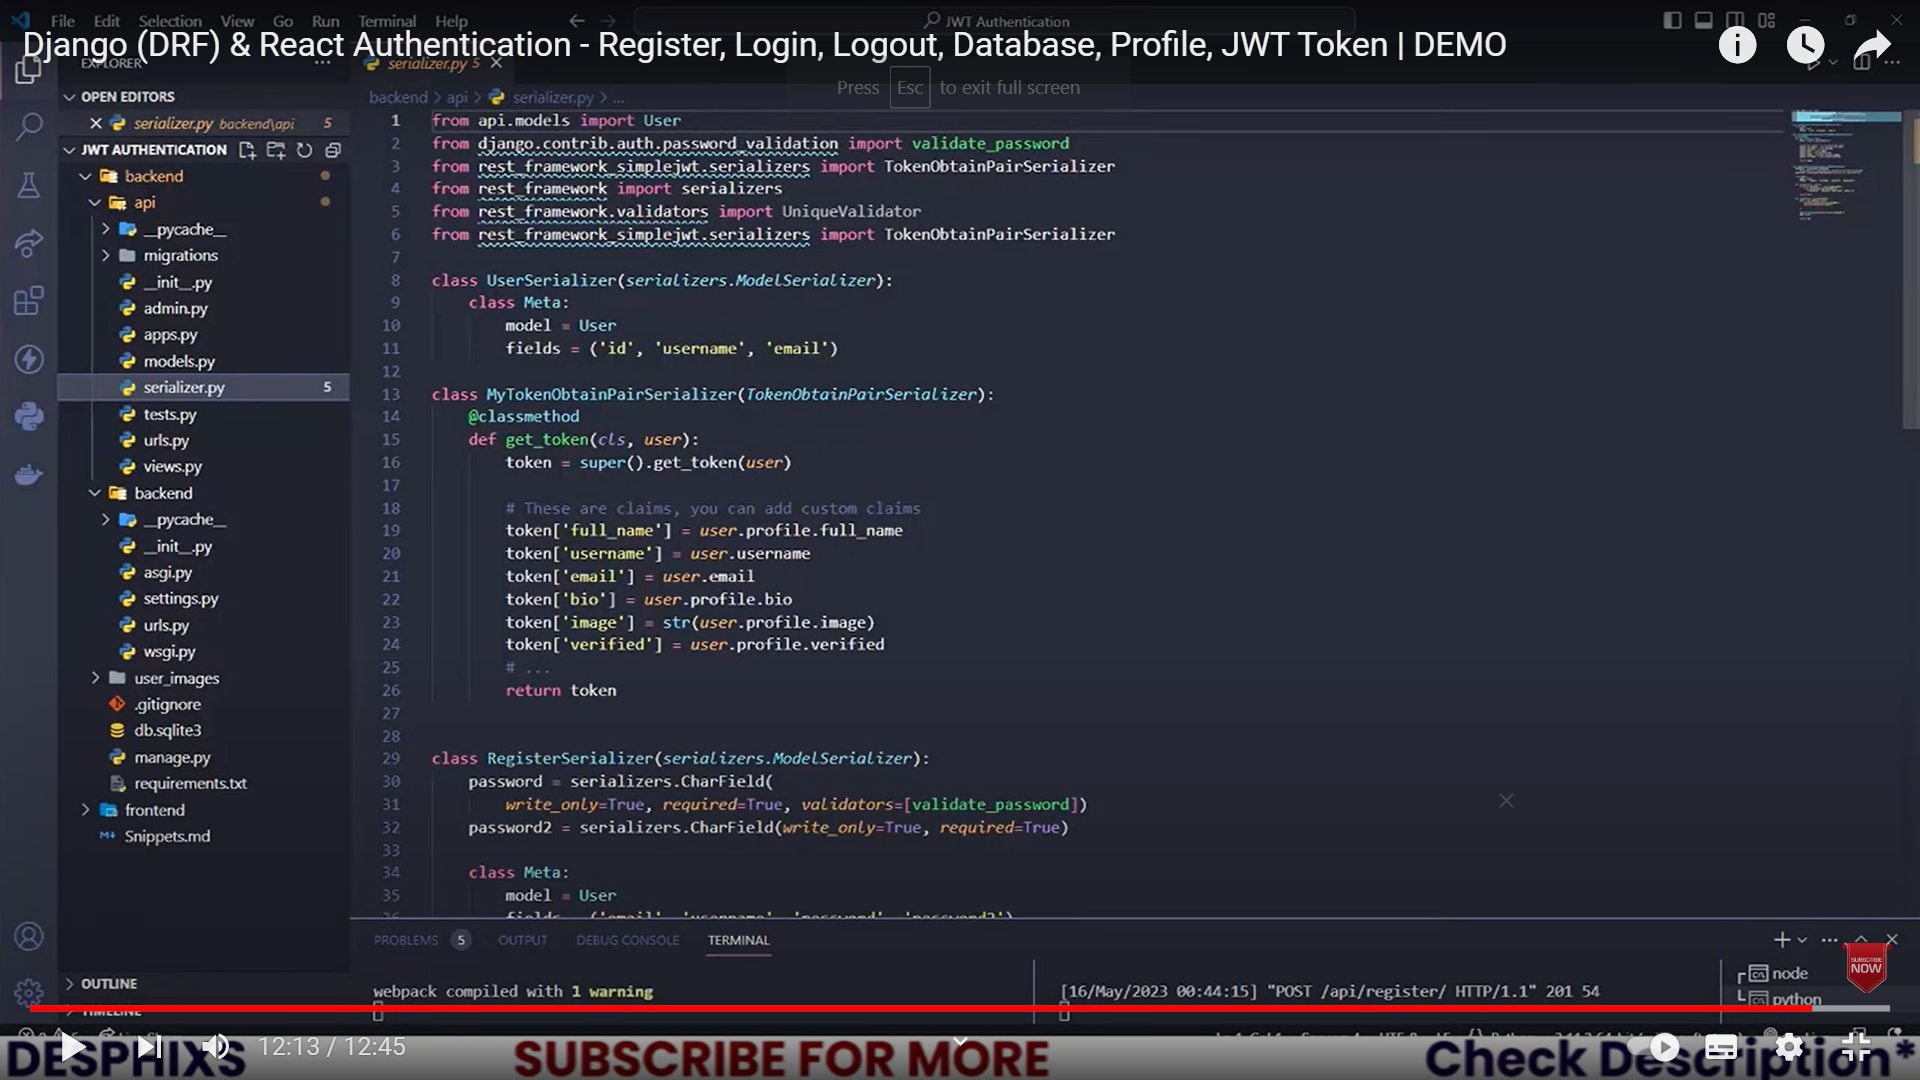 File Edit Selection View Go Run Terminal Help
JWT Authentication
Django (DRF) & React Authentication - Register, Login, Logout, Database, Profile, JWT Token | DEMO
EXPLORER
serializer.py 5
Press Esc to exit full screen
OPEN EDITORS
serializer.py backend\api 5
JWT AUTHENTICATION
backend
api
__pycache__
migrations
__init__.py
admin.py
apps.py
models.py
serializer.py 5
tests.py
urls.py
views.py
backend
__pycache__
__init__.py
asgi.py
settings.py
urls.py
wsgi.py
user_images
.gitignore
db.sqlite3
manage.py
requirements.txt
frontend
Snippets.md
OUTLINE
TIMELINE
backend > api > serializer.py > ...
1 from api.models import User
2 from django.contrib.auth.password_validation import validate_password
3 from rest_framework_simplejwt.serializers import TokenObtainPairSerializer
4 from rest_framework import serializers
5 from rest_framework.validators import UniqueValidator
6 from rest_framework_simplejwt.serializers import TokenObtainPairSerializer
7
8 class UserSerializer(serializers.ModelSerializer):
9 class Meta:
10 model = User
11 fields = ('id', 'username', 'email')
12
13 class MyTokenObtainPairSerializer(TokenObtainPairSerializer):
14 @classmethod
15 def get_token(cls, user):
16 token = super().get_token(user)
17
18 # These are claims, you can add custom claims
19 token['full_name'] = user.profile.full_name
20 token['username'] = user.username
21 token['email'] = user.email
22 token['bio'] = user.profile.bio
23 token['image'] = str(user.profile.image)
24 token['verified'] = user.profile.verified
25 # ...
26 return token
27
28
29 class RegisterSerializer(serializers.ModelSerializer):
30 password = serializers.CharField(
31 write_only=True, required=True, validators=[validate_password])
32 password2 = serializers.CharField(write_only=True, required=True)
33
34 class Meta:
35 model = User
36 fields = ('email', 'username', 'password', 'password2')
PROBLEMS 5 OUTPUT DEBUG CONSOLE TERMINAL
webpack compiled with 1 warning
[16/May/2023 00:44:15] "POST /api/register/ HTTP/1.1" 201 54
node
python
SUBSCRIBE NOW
12:13 / 12:45
DESPHIXS SUBSCRIBE FOR MORE Check Description*